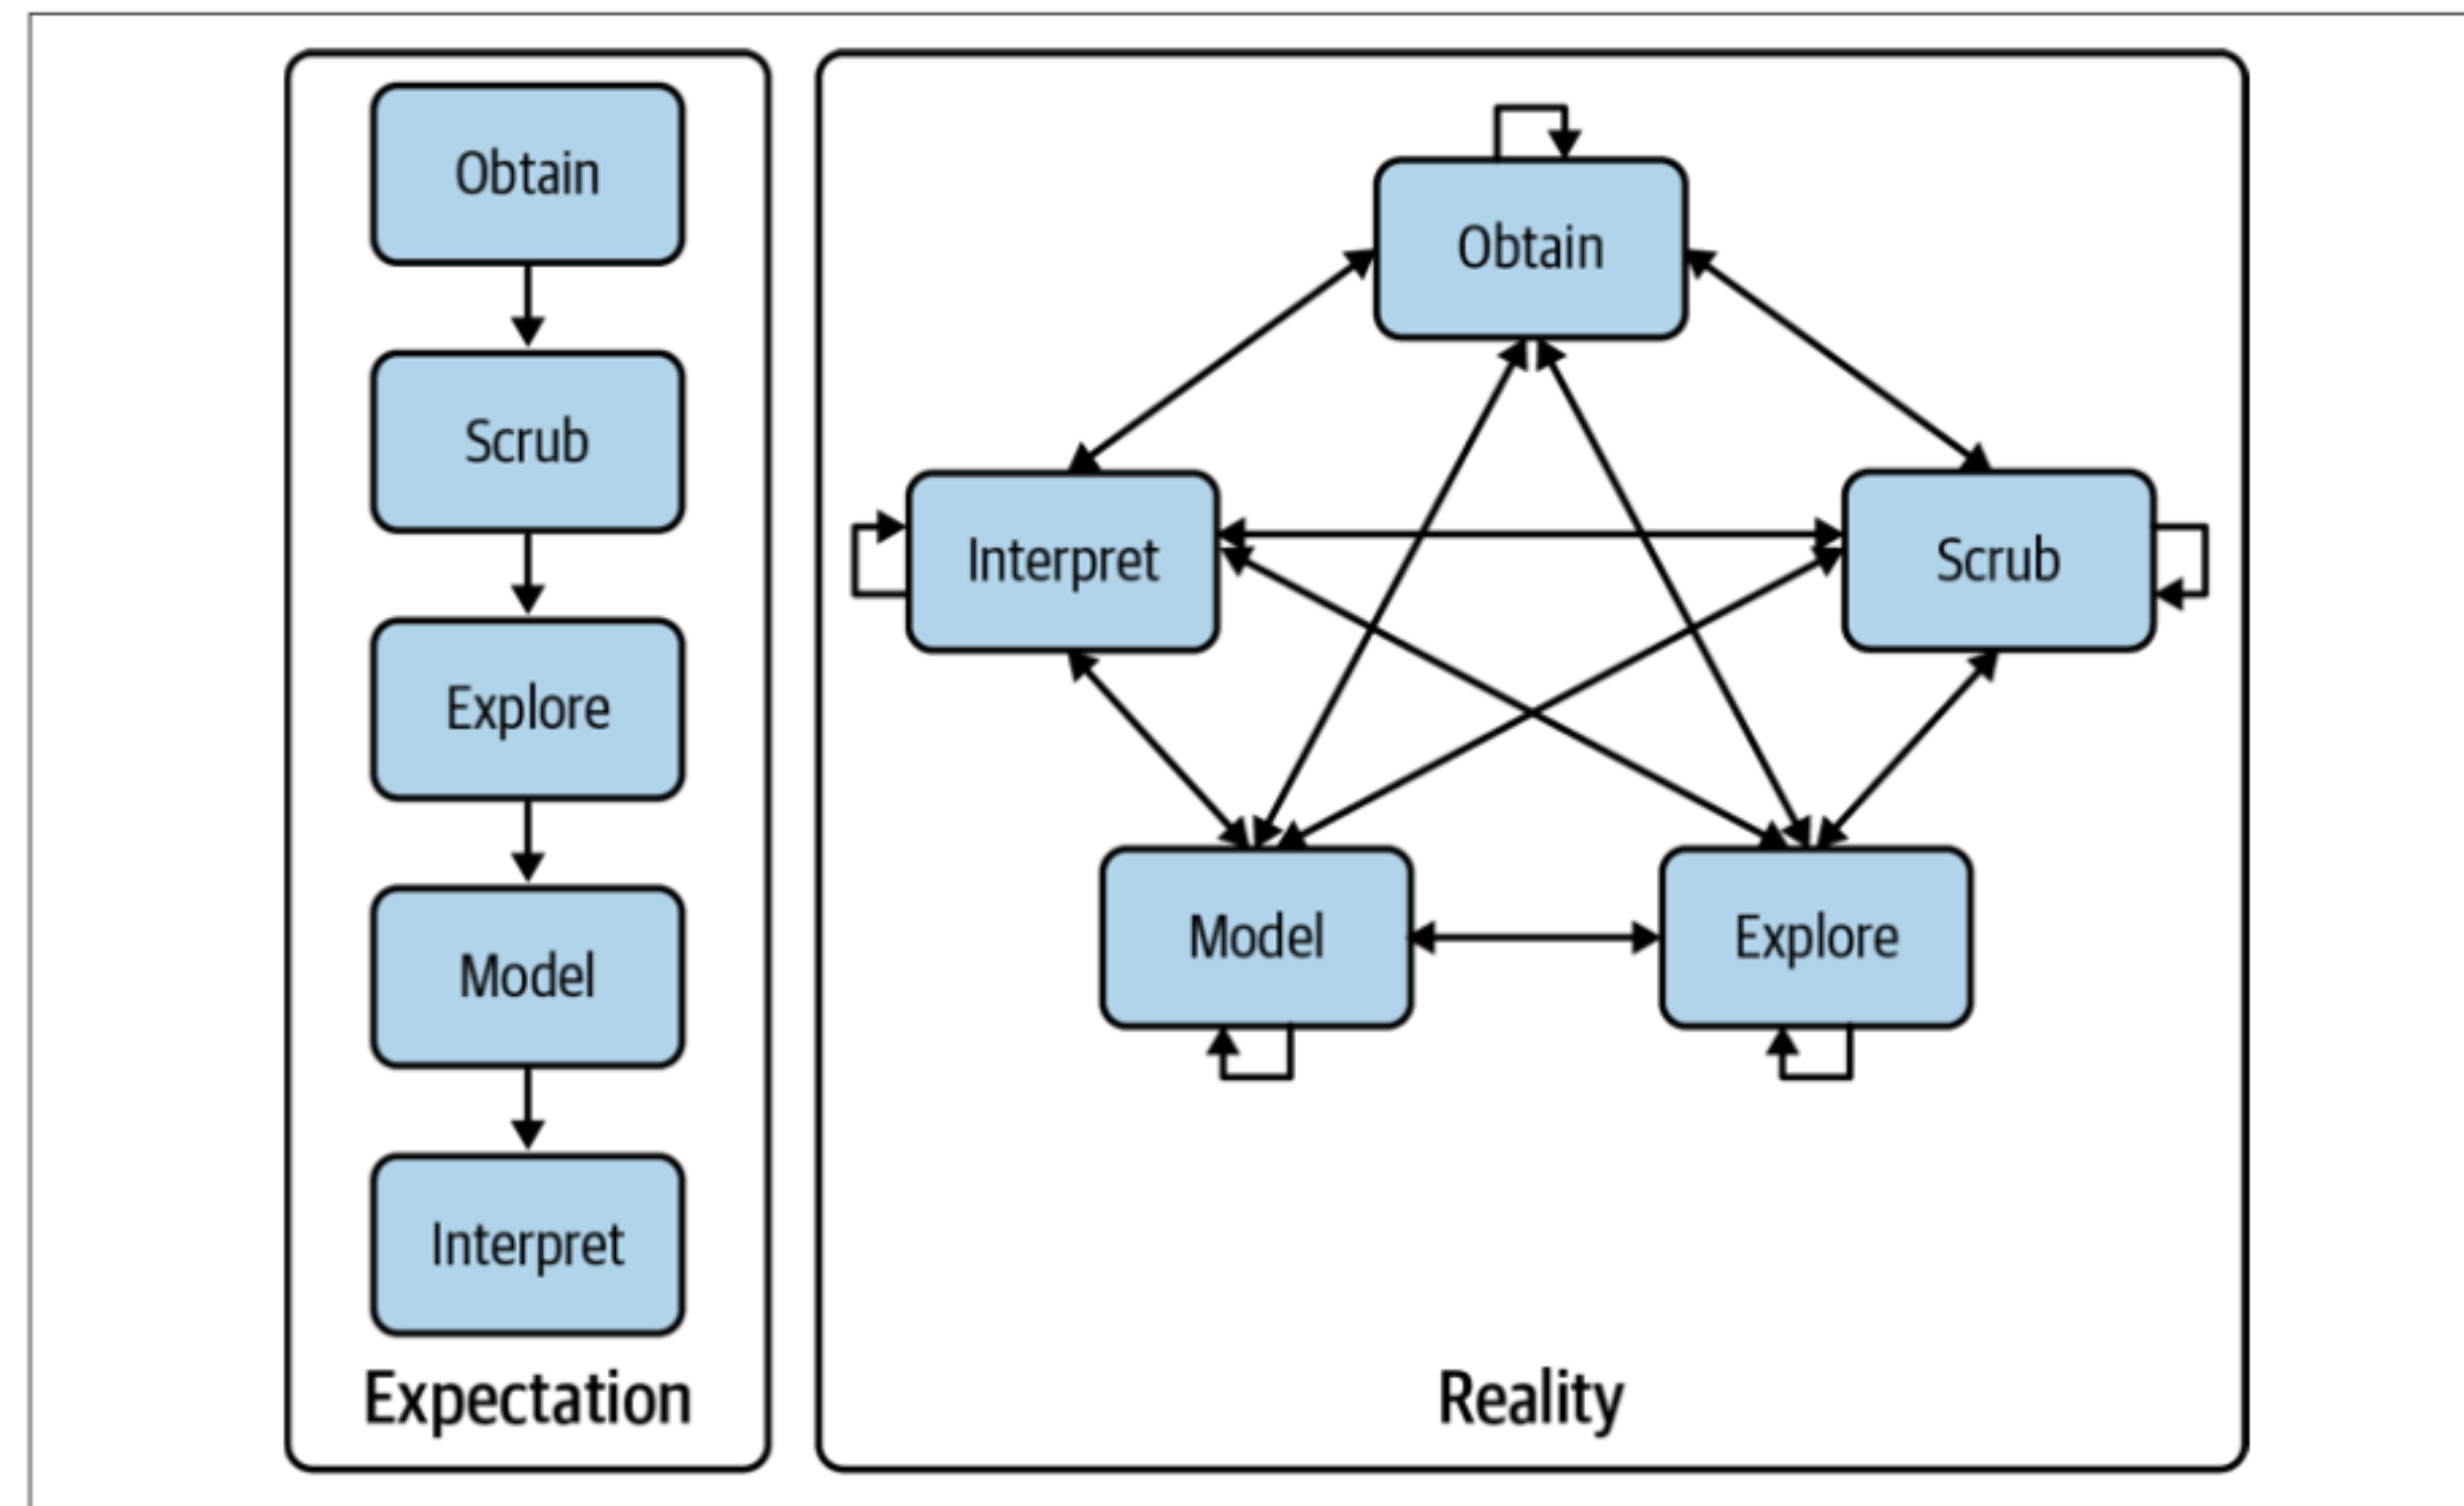 Obtain
Scrub
Explore
Model
Interpret
Expectation
Obtain
Interpret
Scrub
Model
Explore
Reality